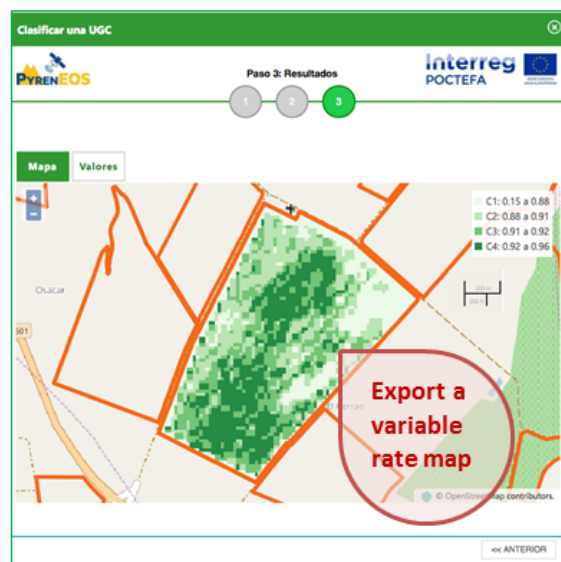 Clasificar una UGC
PYRENEOS
Paso 3: Resultados
Interreg
POCTEFA
1 2 3
Mapa Valores
+
−
C1: 0.15 a 0.88
C2: 0.88 a 0.91
C3: 0.91 a 0.92
C4: 0.92 a 0.96
Osacar
501
Export a
variable
rate map
© OpenStreetMap contributors.
<< ANTERIOR